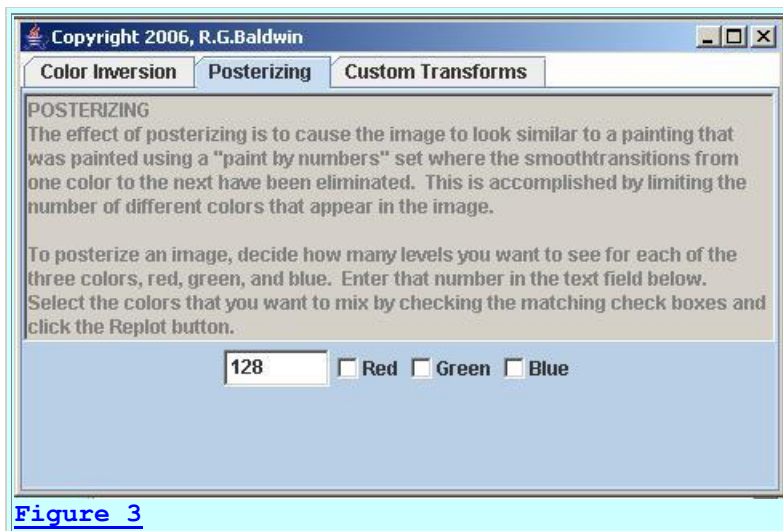 Copyright 2006, R.G.Baldwin
Color Inversion Posterizing Custom Transforms
POSTERIZING
The effect of posterizing is to cause the image to look similar to a painting that
was painted using a "paint by numbers" set where the smoothtransitions from
one color to the next have been eliminated.  This is accomplished by limiting the
number of different colors that appear in the image.
To posterize an image, decide how many levels you want to see for each of the
three colors, red, green, and blue.  Enter that number in the text field below.
Select the colors that you want to mix by checking the matching check boxes and
click the Replot button.
128 Red Green Blue
Figure 3